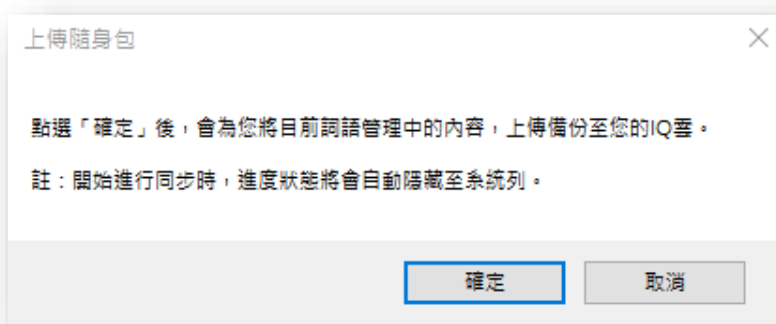 上傳隨身包
點選「確定」後，會為您將目前詞語管理中的內容，上傳備份至您的IQ雲。
註：開始進行同步時，進度狀態將會自動隱藏至系統列。
確定
取消